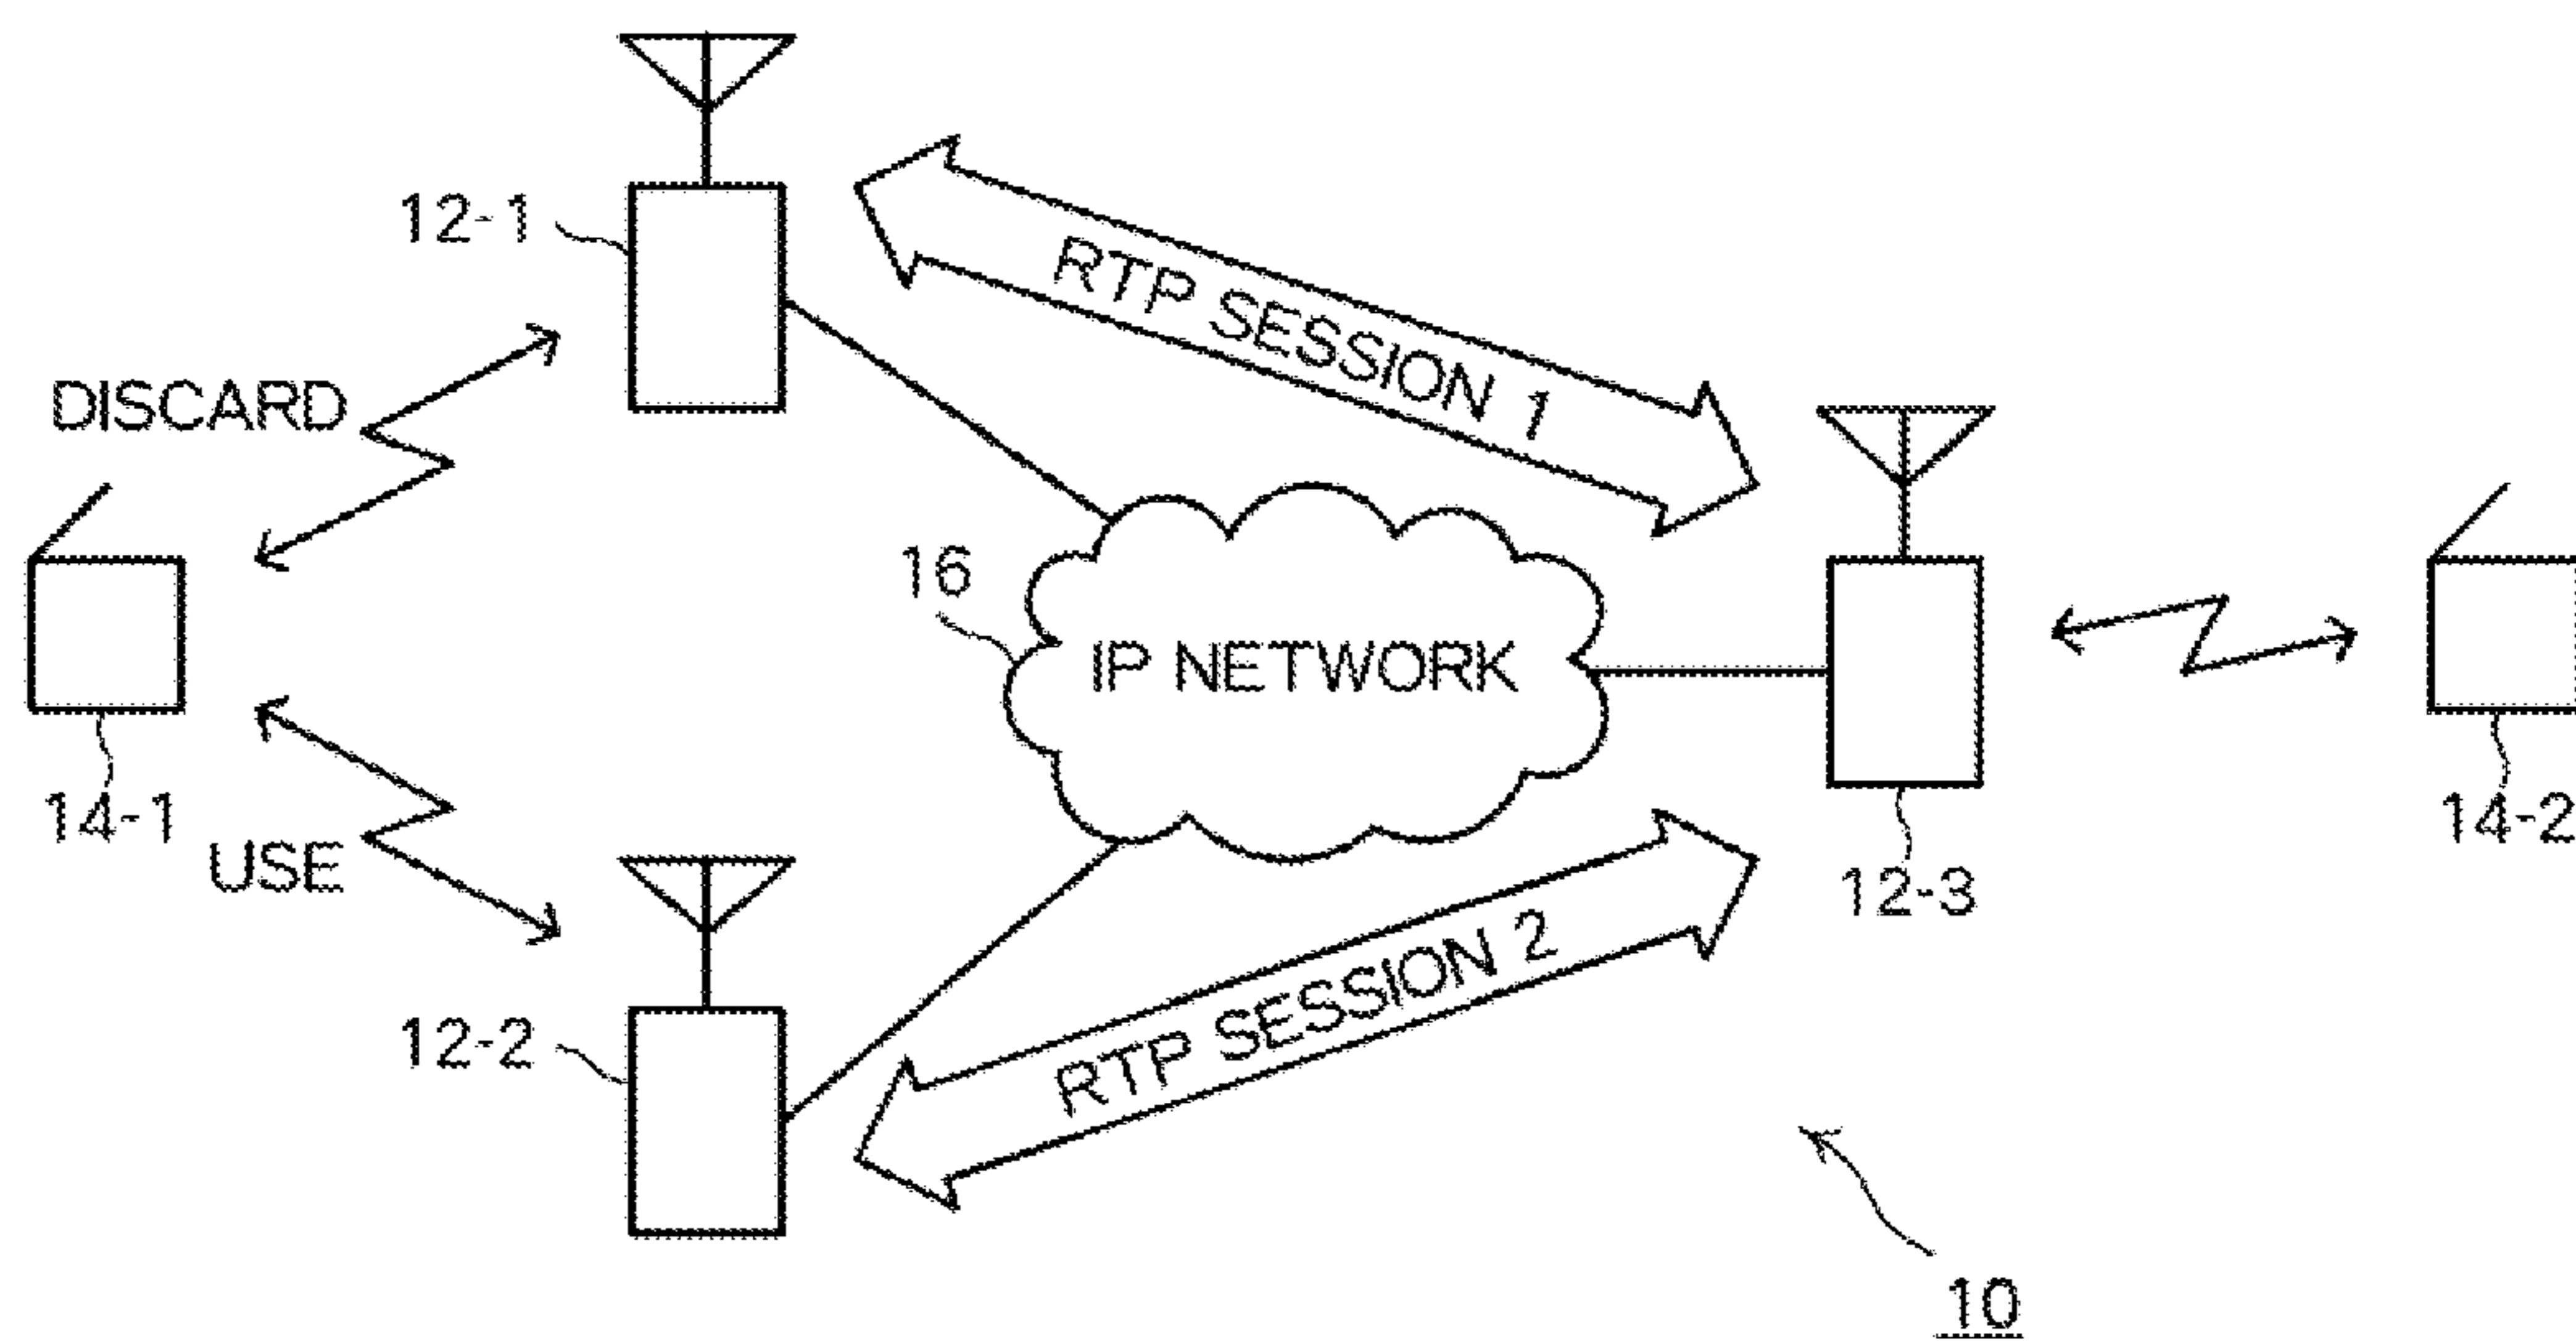 12-1
RTP SESSION 1
DISCARD
16
IP NETWORK
14-1
USE
14-2
12-3
RTP SESSION 2
12-2
10